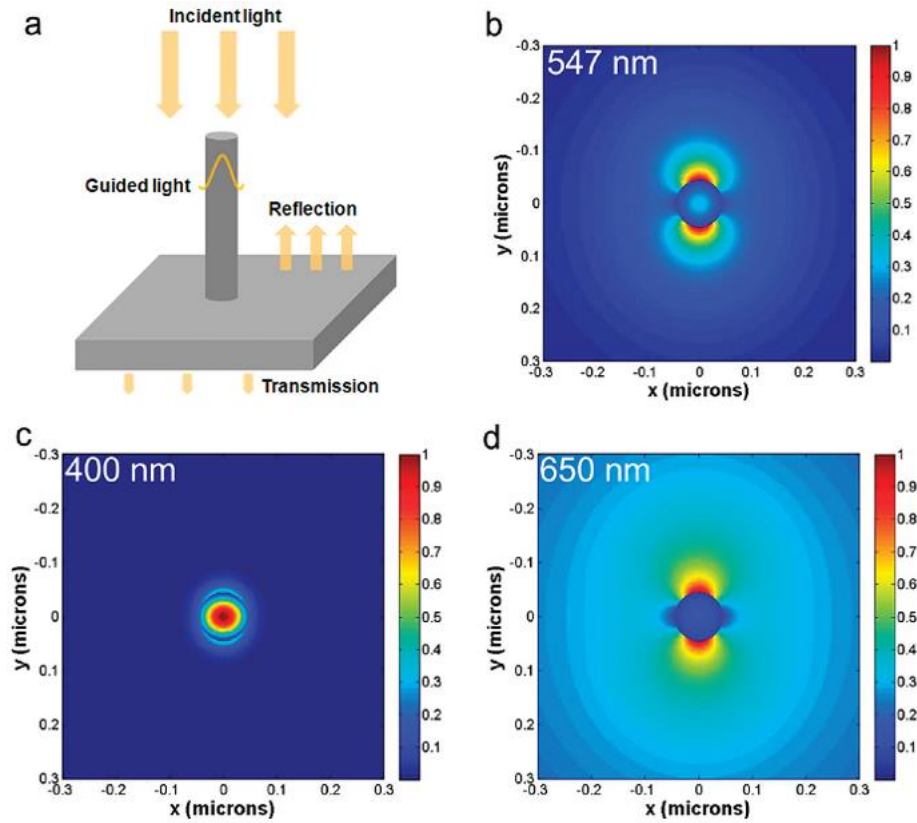 a
Incident light
Guided light
Reflection
Transmission
b
547 nm
-0.3
-0.2
-0.1
0
0.1
0.2
0.3
y (microns)
-0.3 -0.2 -0.1 0 0.1 0.2 0.3
x (microns)
1
0.9
0.8
0.7
0.6
0.5
0.4
0.3
0.2
0.1
c
400 nm
-0.3
-0.2
-0.1
0
0.1
0.2
0.3
y (microns)
-0.3 -0.2 -0.1 0 0.1 0.2 0.3
x (microns)
1
0.9
0.8
0.7
0.6
0.5
0.4
0.3
0.2
0.1
d
650 nm
-0.3
-0.2
-0.1
0
0.1
0.2
0.3
y (microns)
-0.3 -0.2 -0.1 0 0.1 0.2 0.3
x (microns)
1
0.9
0.8
0.7
0.6
0.5
0.4
0.3
0.2
0.1